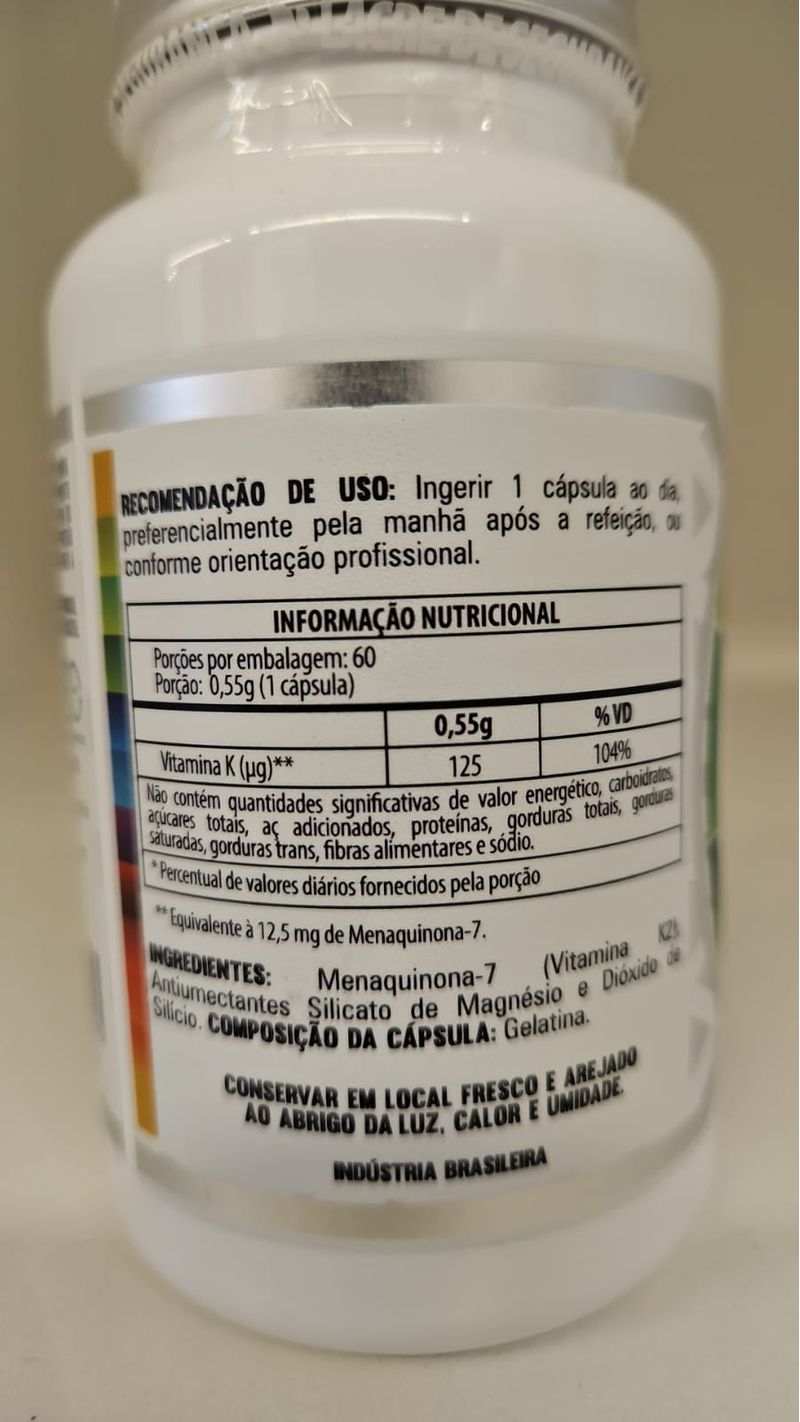 LACRE DE SEGURANÇA
RECOMENDAÇÃO DE USO: Ingerir 1 cápsula ao dia,
preferencialmente pela manhã após a refeição, ou
conforme orientação profissional.
INFORMAÇÃO NUTRICIONAL
Porções por embalagem: 60
Porção: 0,55g (1 cápsula)
0,55g % VD
Vitamina K (µg)** 125 104%
Não contém quantidades significativas de valor energético, carboidratos,
açúcares totais, aç adicionados, proteínas, gorduras totais, gorduras
saturadas, gorduras trans, fibras alimentares e sódio.
*Percentual de valores diários fornecidos pela porção
**Equivalente à 12,5 mg de Menaquinona-7.
INGREDIENTES: Menaquinona-7 (Vitamina K2),
Antiumectantes Silicato de Magnésio e Dióxido de
Silício. COMPOSIÇÃO DA CÁPSULA: Gelatina.
CONSERVAR EM LOCAL FRESCO E AREJADO
AO ABRIGO DA LUZ, CALOR E UMIDADE.
INDÚSTRIA BRASILEIRA